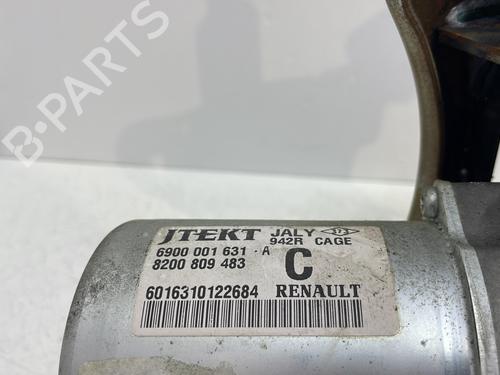 B-PARTS
JTEKT JALY
942R CAGE
6900 001 631 - A
8200 809 483
C
6016310122684 RENAULT